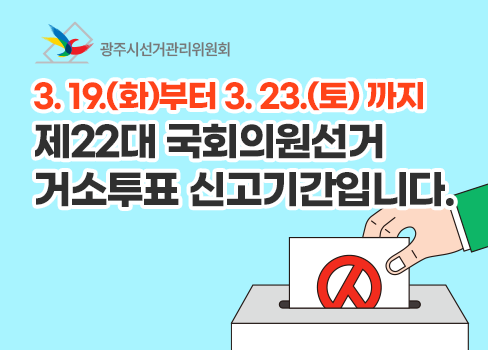 광주시선거관리위원회
3. 19.(화)부터 3. 23.(토) 까지
제22대 국회의원선거
거소투표 신고기간입니다.